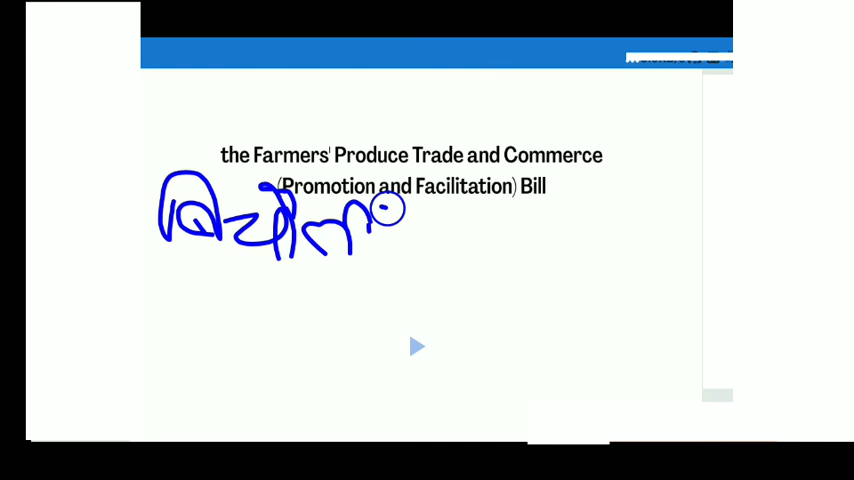 the Farmers' Produce Trade and Commerce
(Promotion and Facilitation) Bill